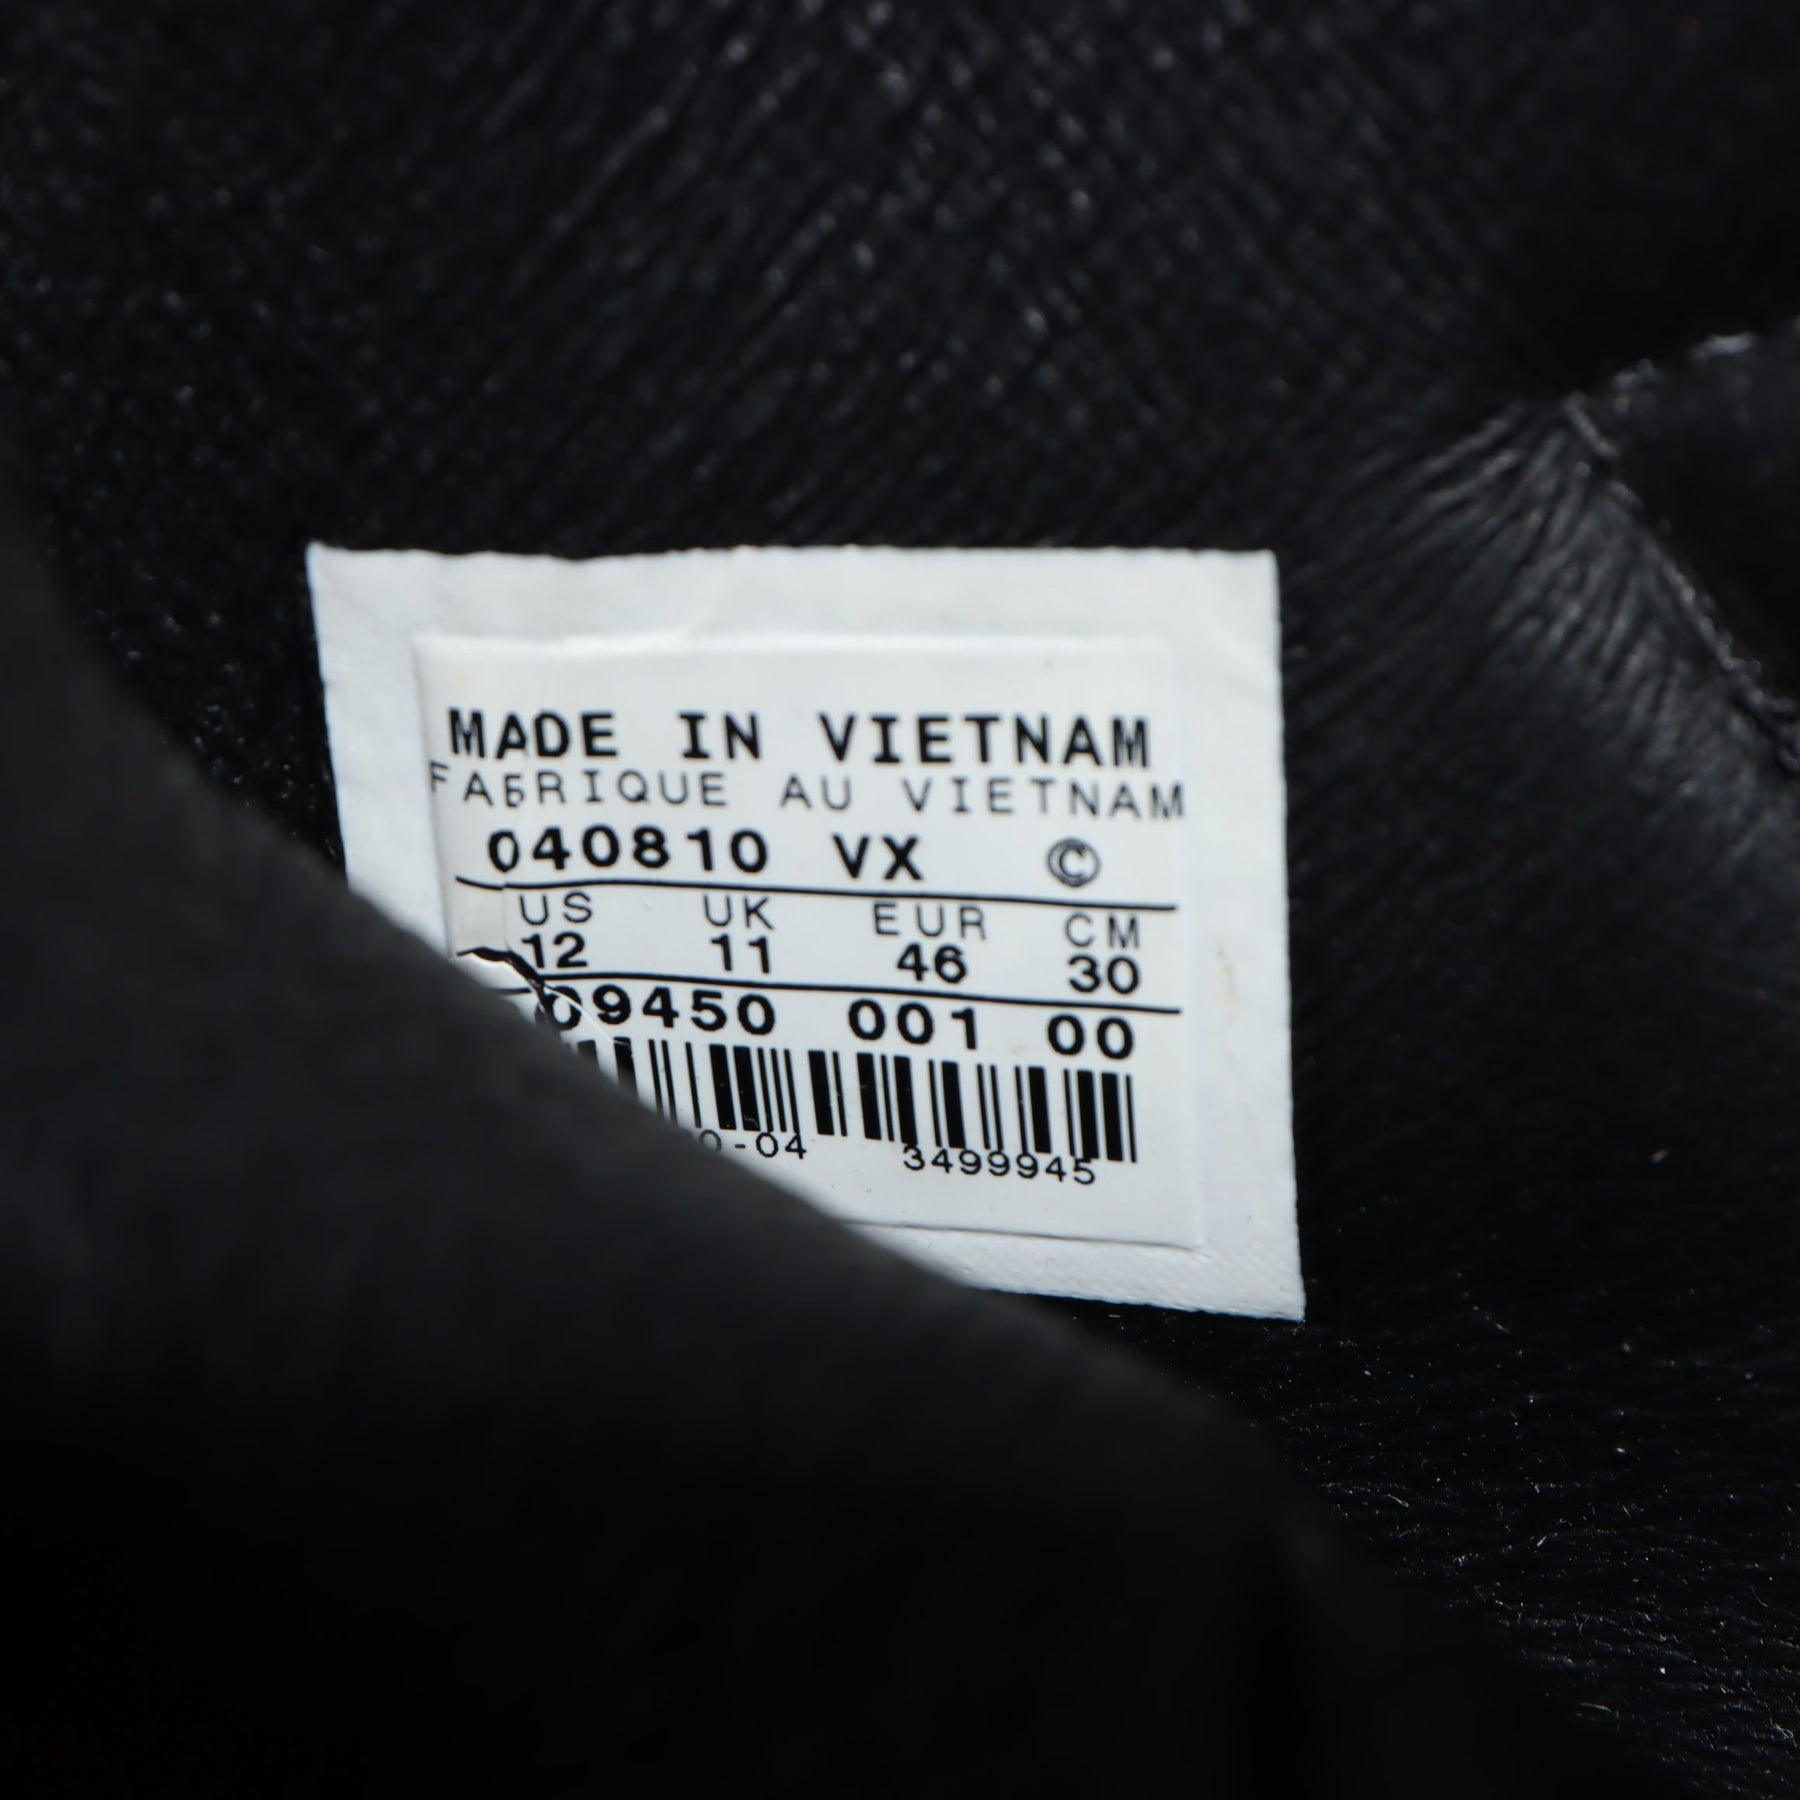 MADE IN VIETNAM
FABRIQUE AU VIETNAM
040810 VX ©
US UK EUR CM
12 11 46 30
09450 001 00
0-04 3499945